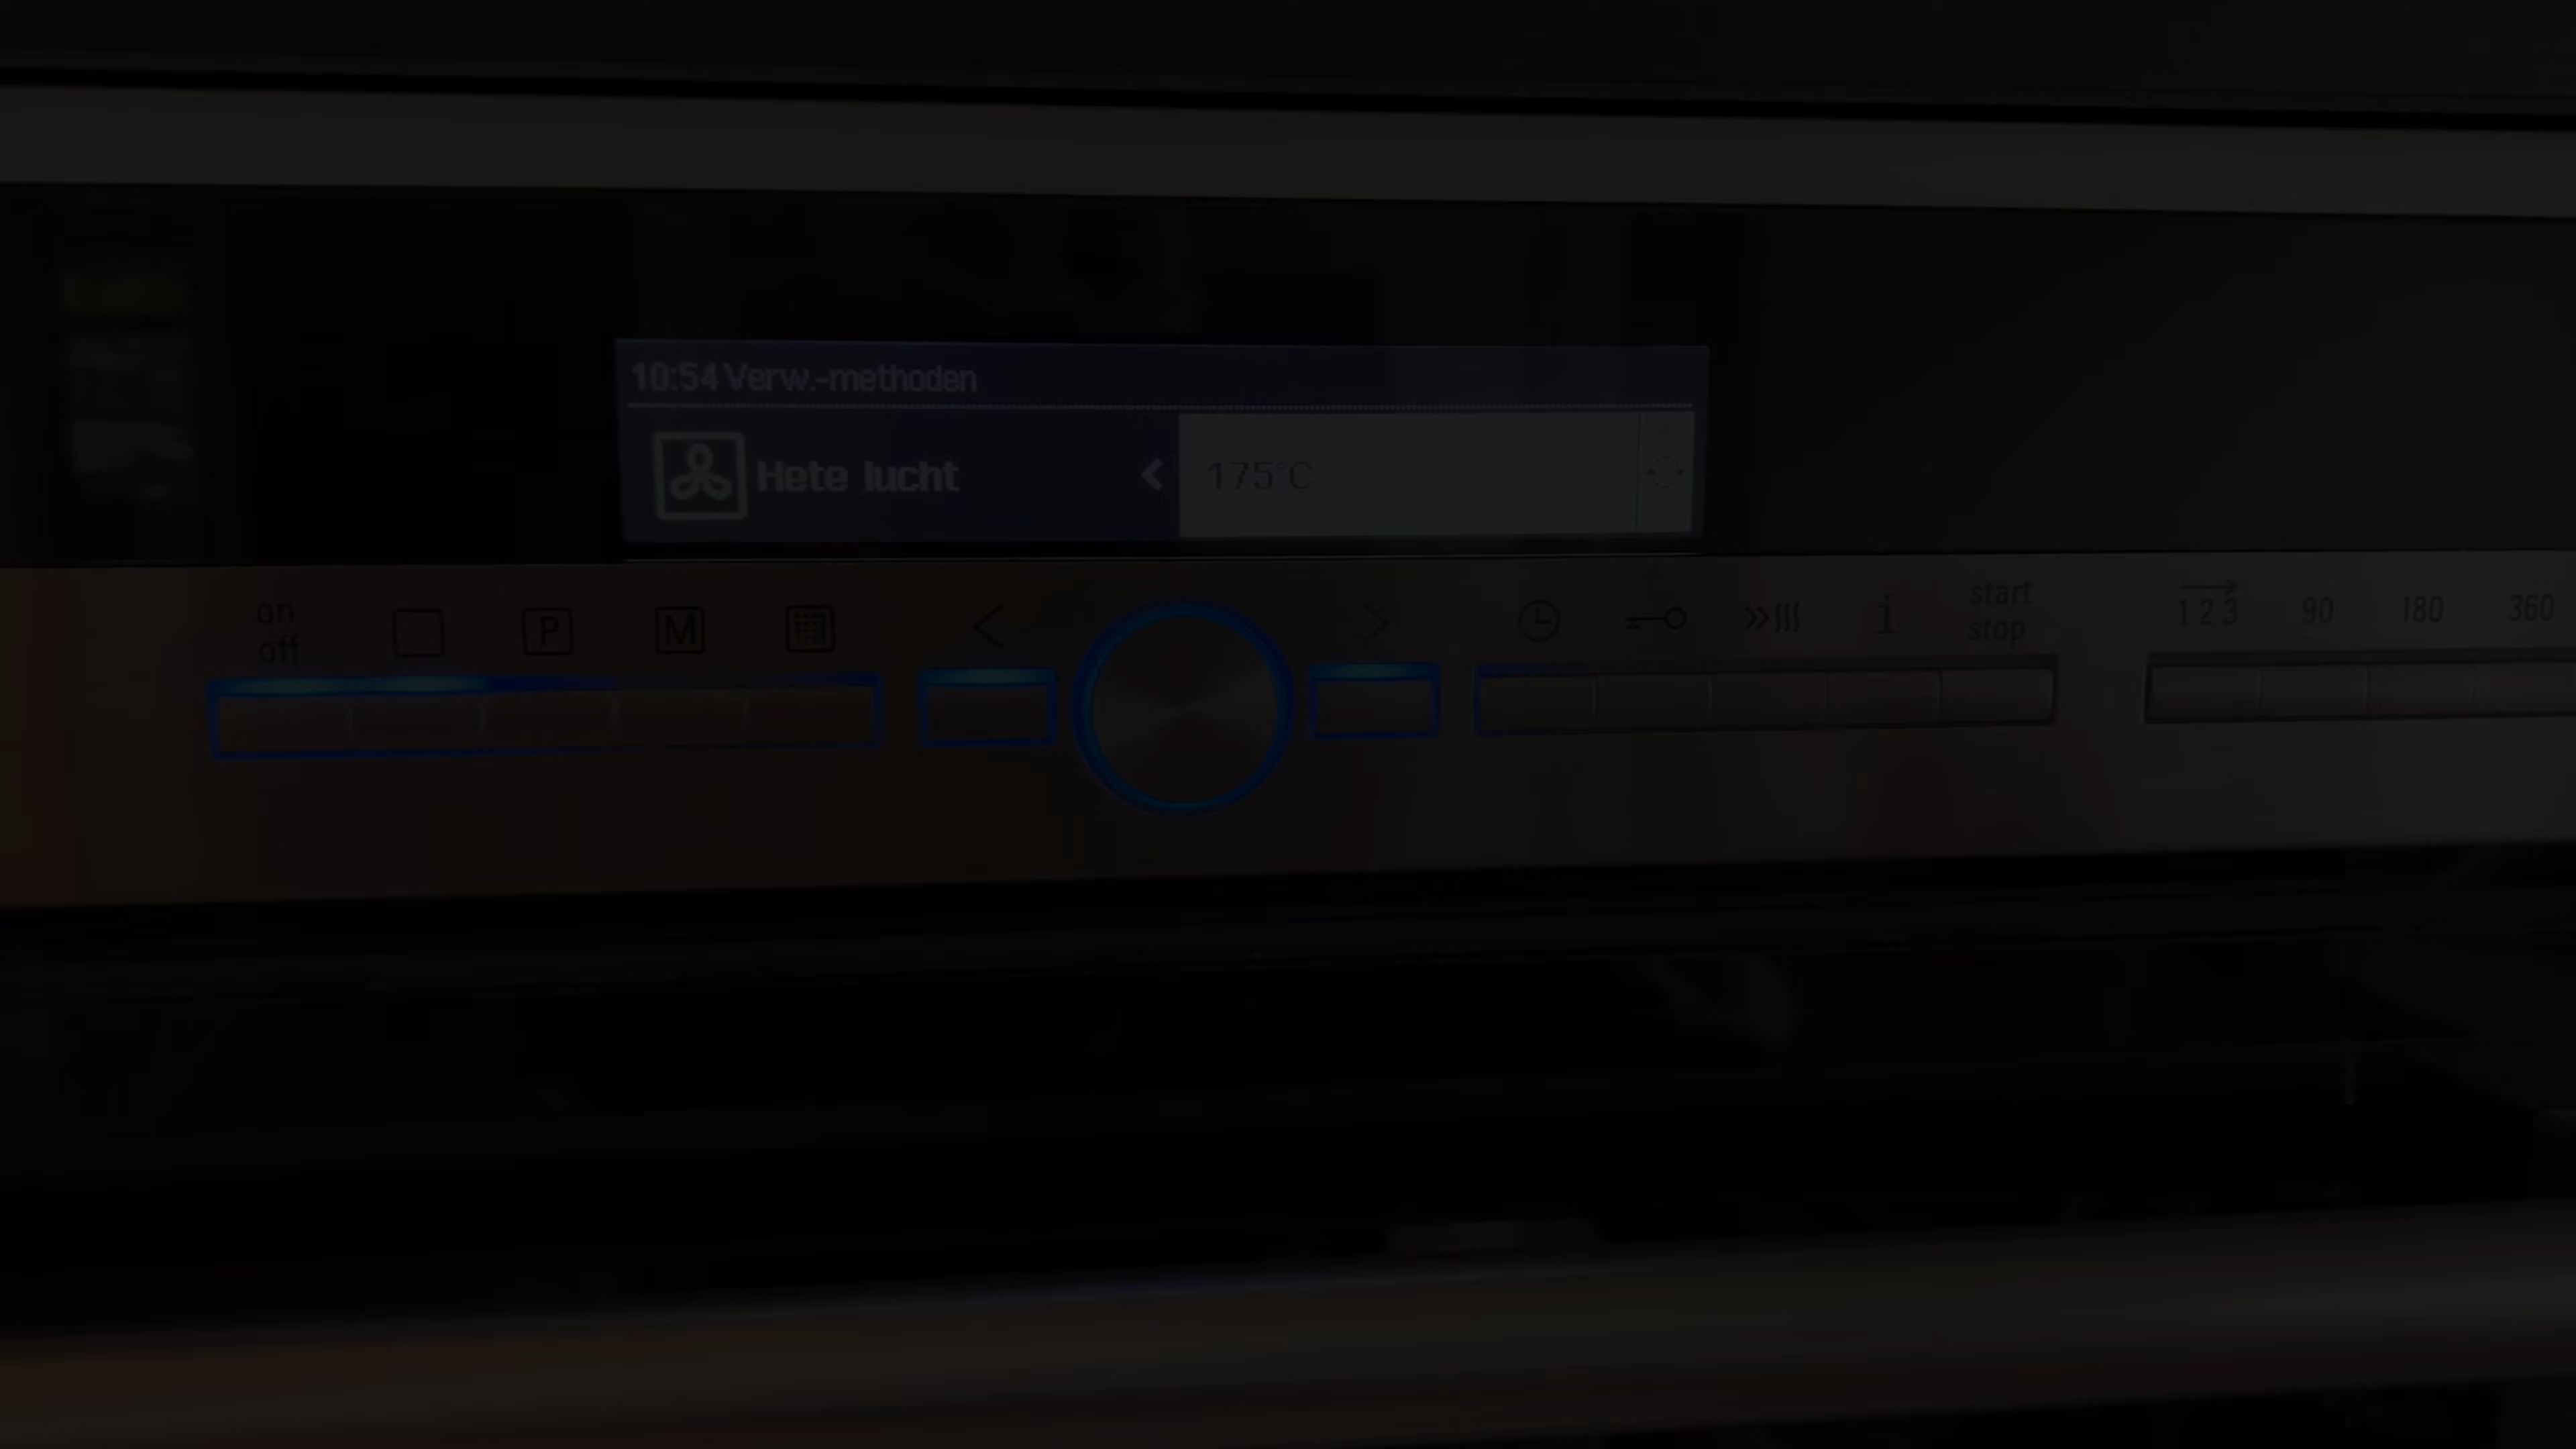 10:54 Verw.-methoden
Hete lucht
175°C
on
off
P
M
i
start
stop
1 2 3
90
180
360